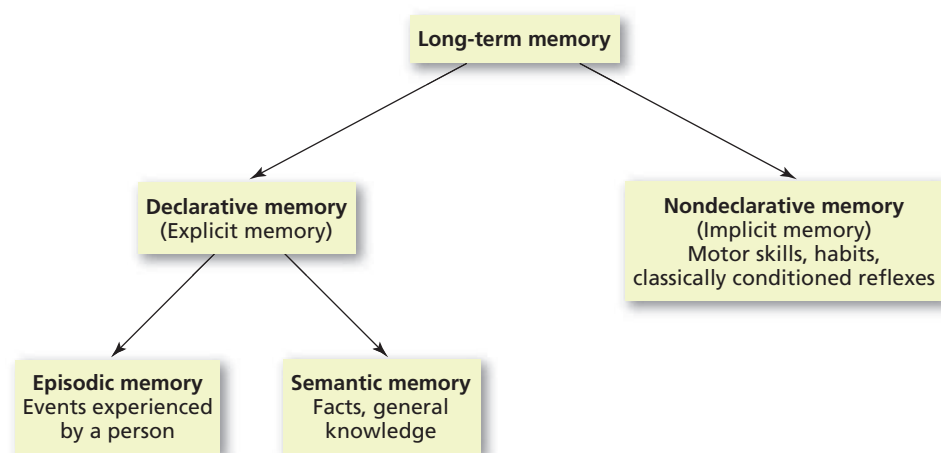 Long-term memory
Declarative memory
(Explicit memory)
Nondeclarative memory
(Implicit memory)
Motor skills, habits,
classically conditioned reflexes
Episodic memory
Events experienced
by a person
Semantic memory
Facts, general
knowledge